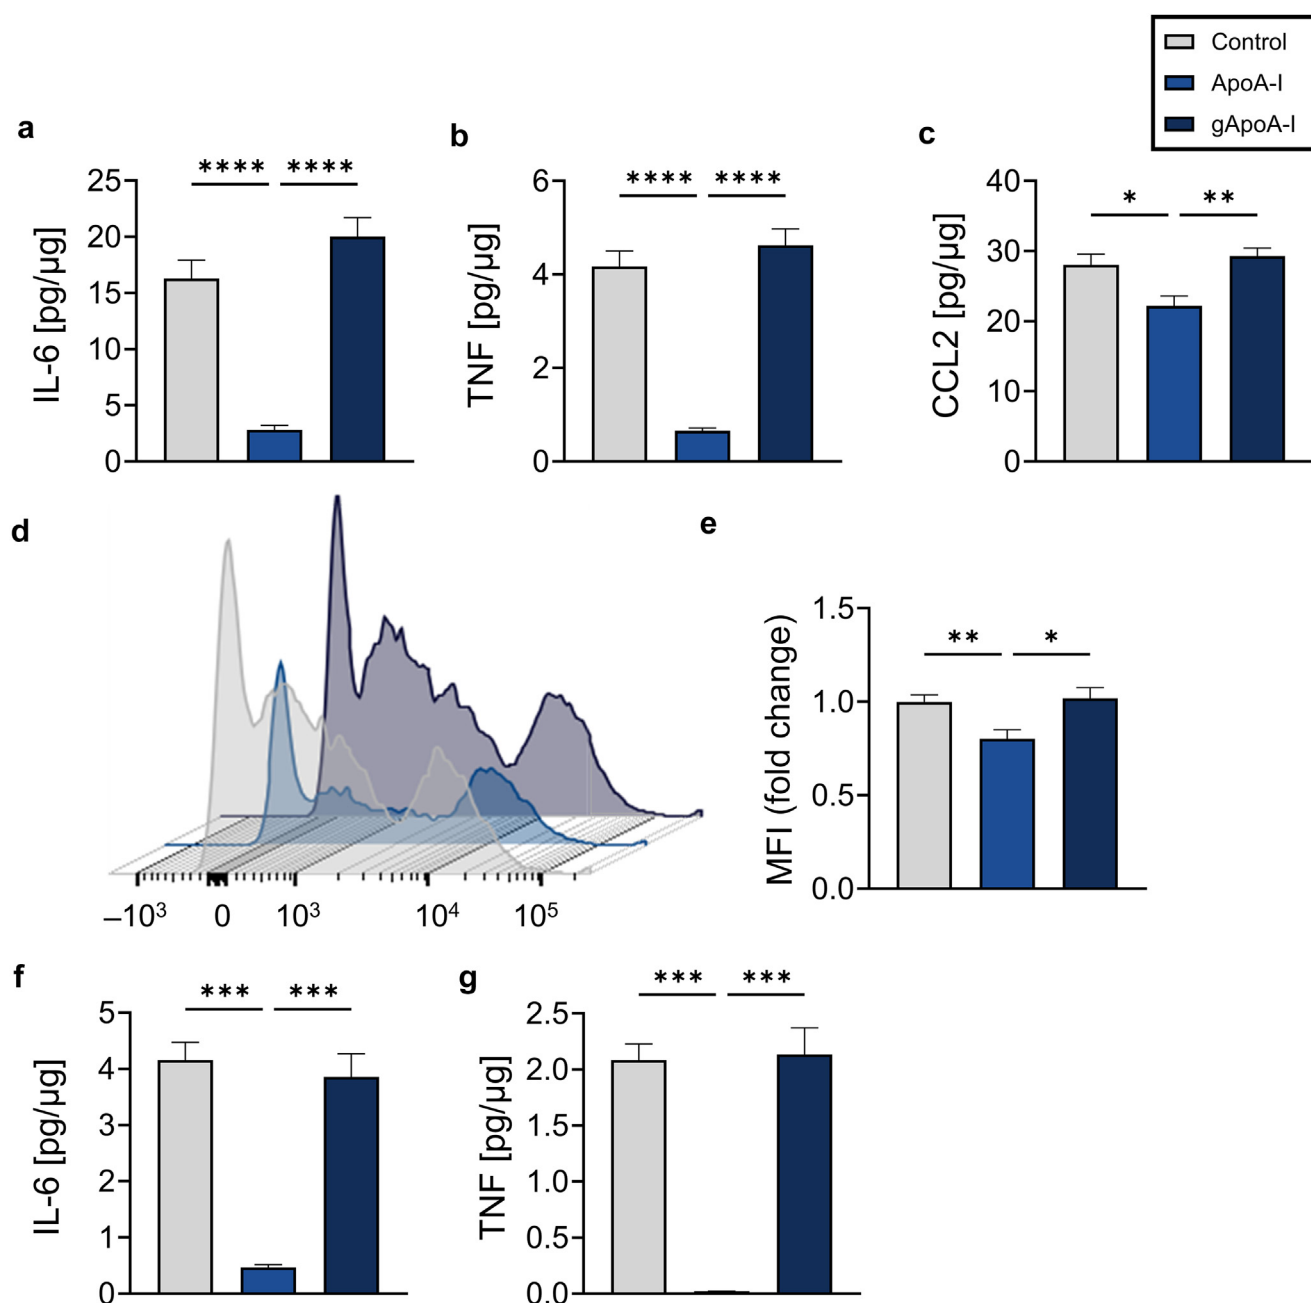 Control
ApoA-I
gApoA-I
a
IL-6 [pg/µg]
25
20
15
10
5
0
**** ****
b
TNF [pg/µg]
6
4
2
0
**** ****
c
CCL2 [pg/µg]
40
30
20
10
0
* **
d
–10³ 0 10³ 10⁴ 10⁵
e
MFI (fold change)
1.5
1.0
0.5
0.0
** *
f
IL-6 [pg/µg]
5
4
3
2
1
0
*** ***
g
TNF [pg/µg]
2.5
2.0
1.5
1.0
0.5
0.0
*** ***